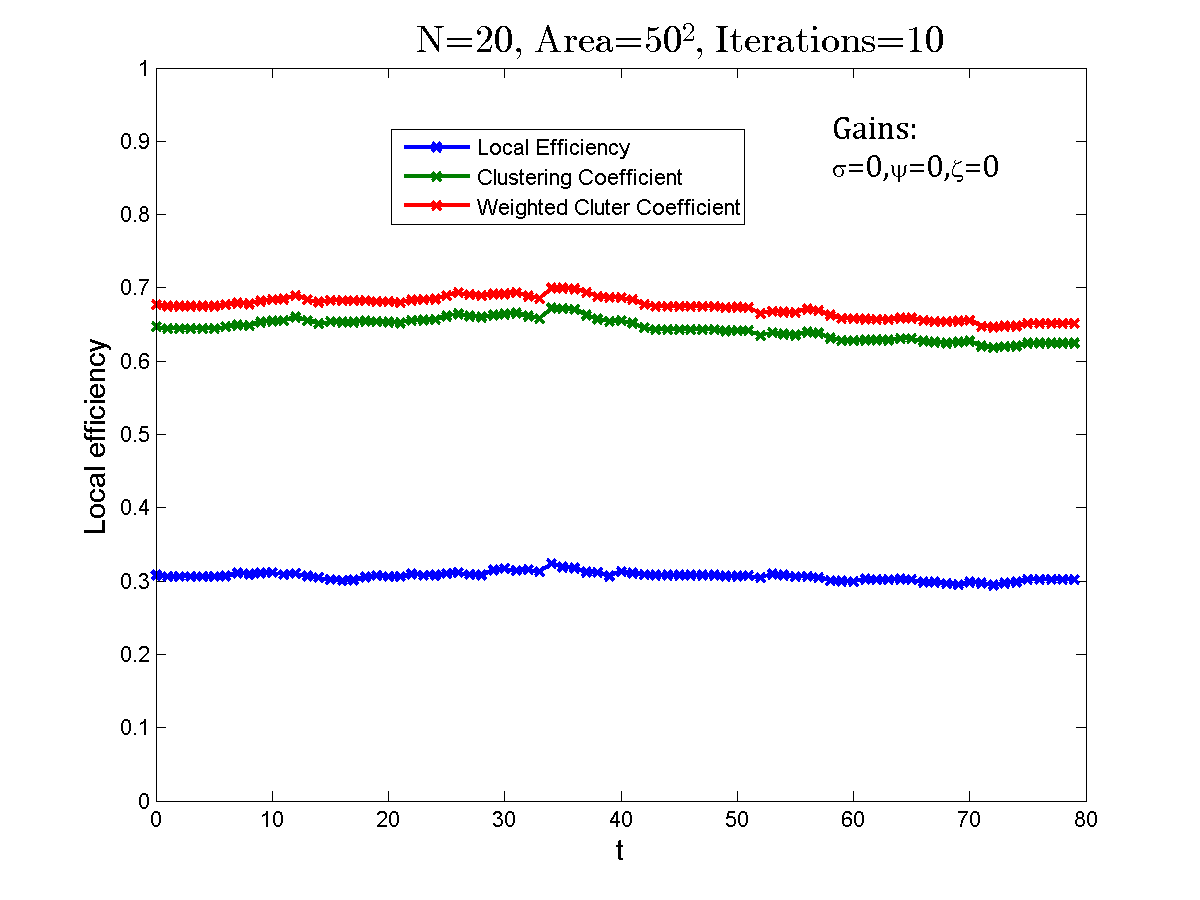 N=20, Area=50², Iterations=10
Gains:
σ=0,ψ=0,ζ=0
Local Efficiency
Clustering Coefficient
Weighted Cluter Coefficient
Local efficiency
1
0.9
0.8
0.7
0.6
0.5
0.4
0.3
0.2
0.1
0
0 10 20 30 40 50 60 70 80
t